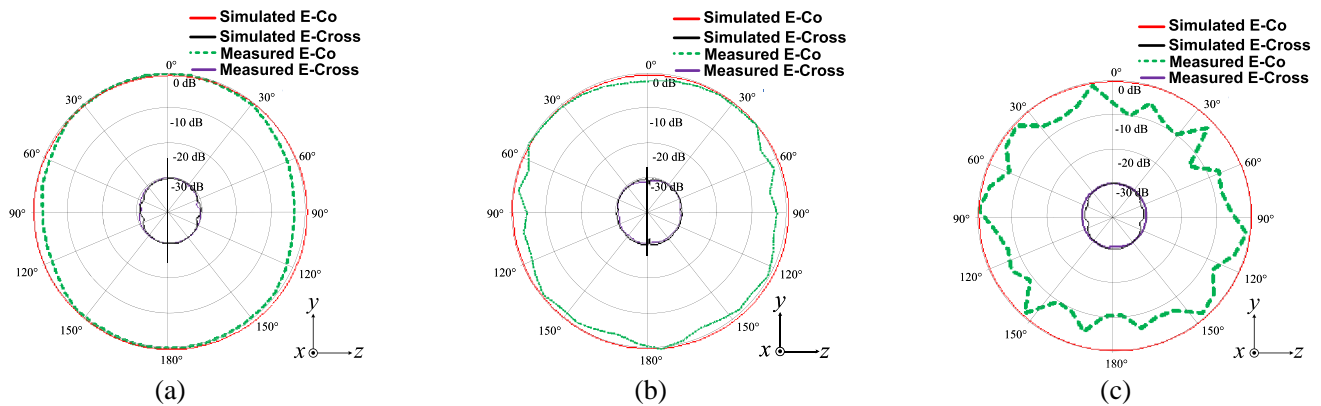 Simulated E-Co
Simulated E-Cross
Measured E-Co
Measured E-Cross
0°
0 dB
30°
30°
-10 dB
60°
60°
-20 dB
-30 dB
90°
90°
120°
120°
150°
150°
180°
y
x
z
(a)
Simulated E-Co
Simulated E-Cross
Measured E-Co
Measured E-Cross
0°
0 dB
30°
30°
-10 dB
60°
60°
-20 dB
-30 dB
90°
90°
120°
120°
150°
150°
180°
y
x
z
(b)
Simulated E-Co
Simulated E-Cross
Measured E-Co
Measured E-Cross
0°
0 dB
30°
30°
-10 dB
60°
60°
-20 dB
-30 dB
90°
90°
120°
120°
150°
150°
180°
y
x
z
(c)